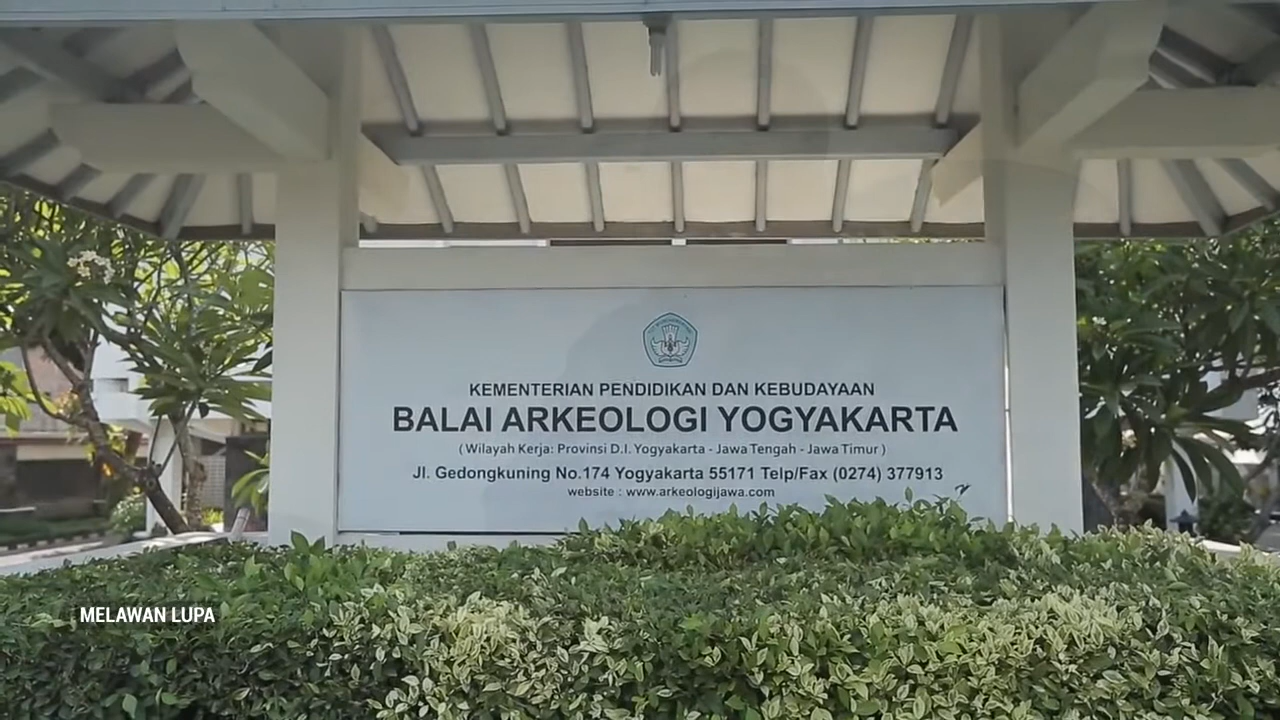 KEMENTERIAN PENDIDIKAN DAN KEBUDAYAAN
BALAI ARKEOLOGI YOGYAKARTA
(Wilayah Kerja: Provinsi D.I. Yogyakarta - Jawa Tengah - Jawa Timur)
Jl. Gedongkuning No.174 Yogyakarta 55171 Telp/Fax (0274) 377913
website : www.arkeologijawa.com
MELAWAN LUPA